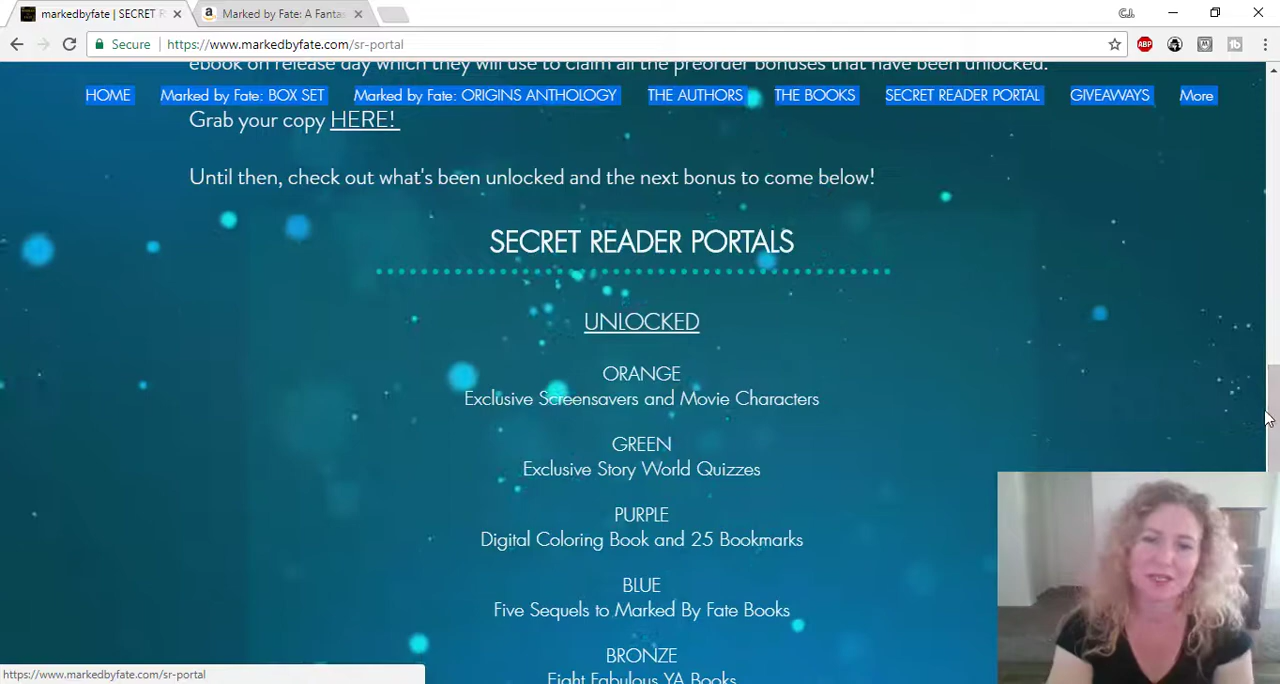 markedbyfate | SECRET R
Marked by Fate: A Fanta
C.J.
Secure
https://www.markedbyfate.com/sr-portal
ABP
ebook on release day which they will use to claim all the preorder bonuses that have been unlocked.
HOME
Marked by Fate: BOX SET
Marked by Fate: ORIGINS ANTHOLOGY
THE AUTHORS
THE BOOKS
SECRET READER PORTAL
GIVEAWAYS
More
Grab your copy HERE!
Until then, check out what's been unlocked and the next bonus to come below!
SECRET READER PORTALS
UNLOCKED
ORANGE
Exclusive Screensavers and Movie Characters
GREEN
Exclusive Story World Quizzes
PURPLE
Digital Coloring Book and 25 Bookmarks
BLUE
Five Sequels to Marked By Fate Books
BRONZE
Eight Fabulous YA Books
https://www.markedbyfate.com/sr-portal